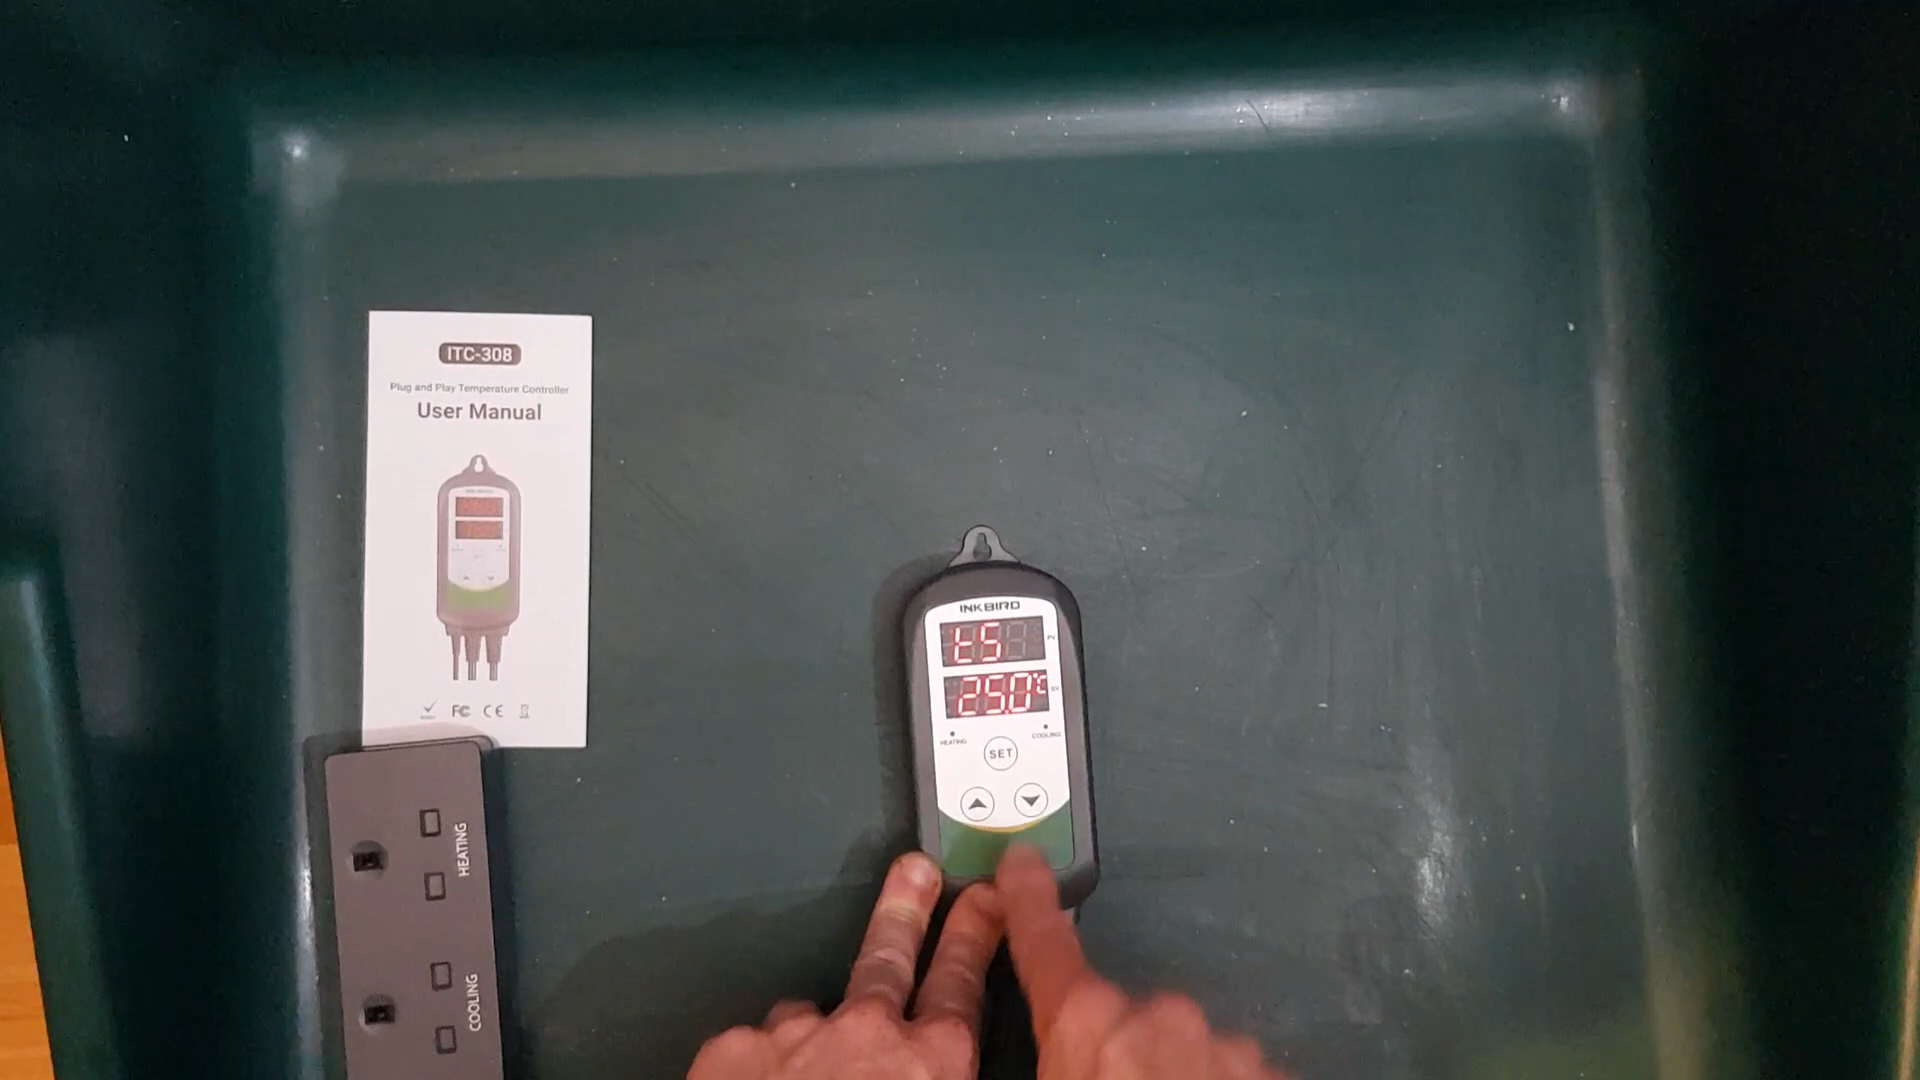 ITC-308
Plug and Play Temperature Controller
User Manual
FC CE
INKBIRD
tS
PV
25.0°C
SV
HEATING
COOLING
SET
HEATING
COOLING